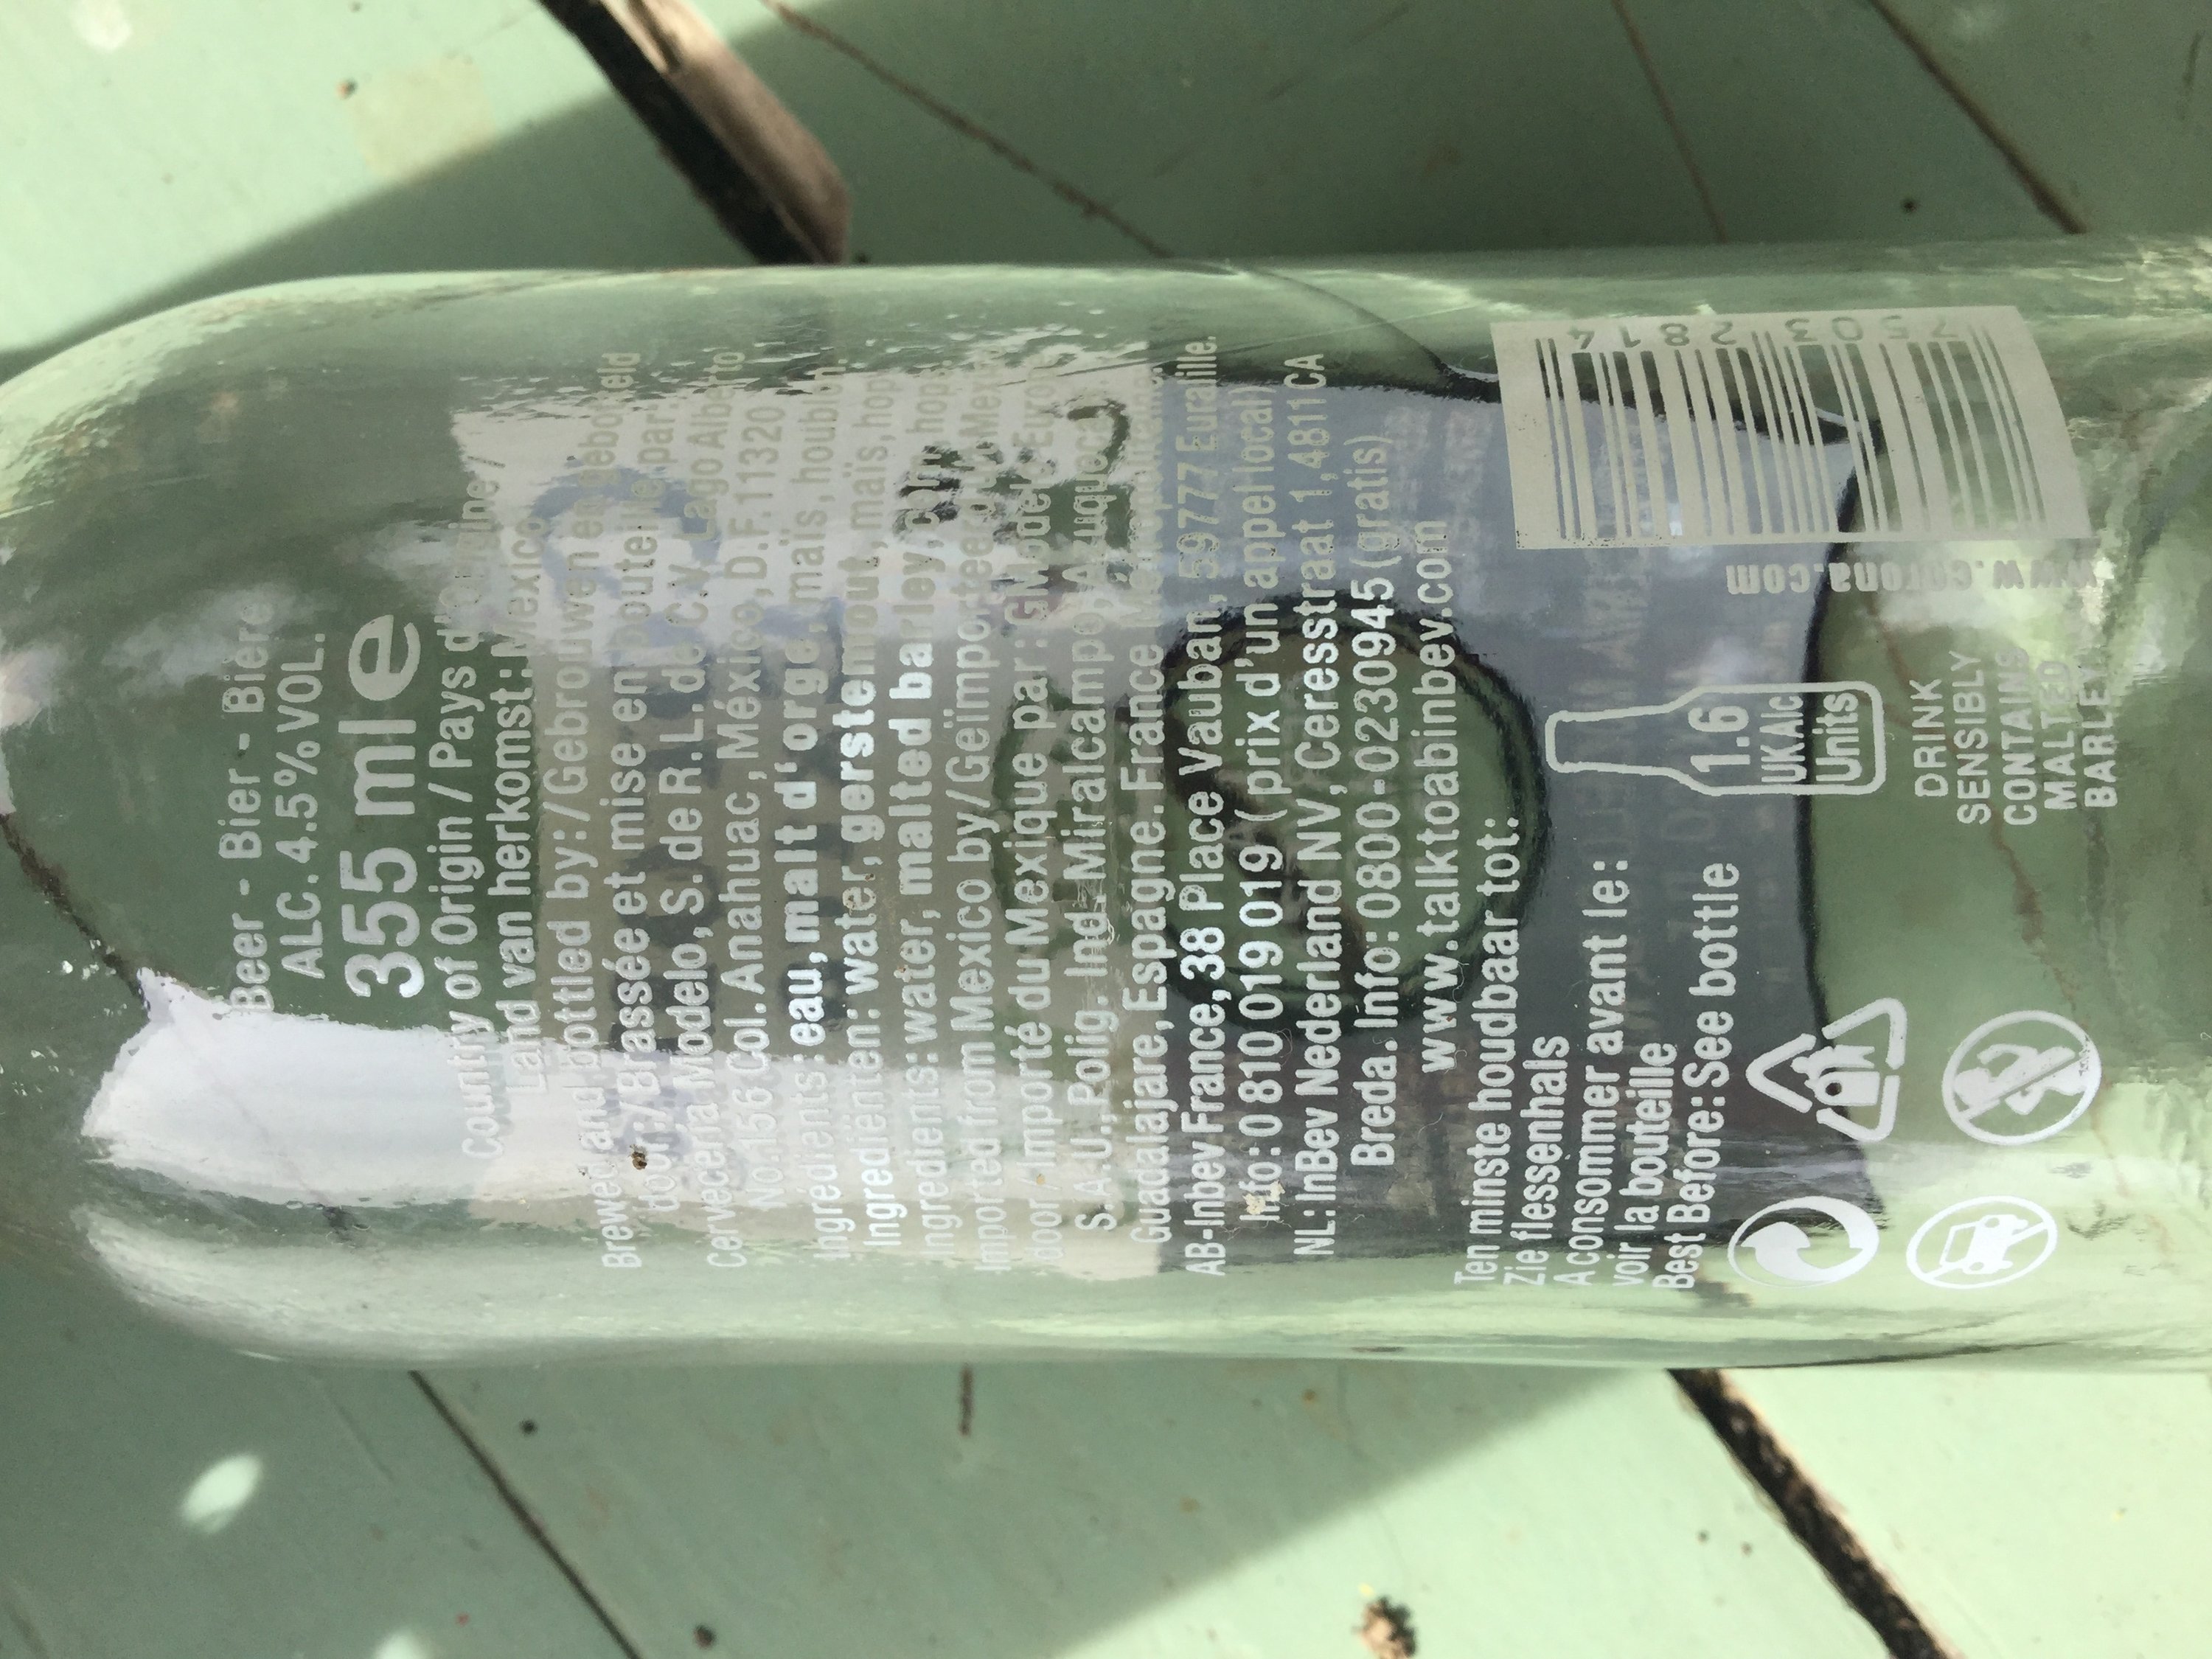 Beer - Bier - Bière
ALC. 4.5% VOL.
355 ml e
Country of Origin / Pays d'Origine /
Land van herkomst: Mexico
Brewed and bottled by:/Gebrouwen en gebotteld
door:/Brassée et mise en bouteille par:
Cervecería Modelo, S. de R.L. de C.V. Lago Alberto
No.156 Col. Anahuac, México, D.F. 11320
Ingrédients: eau, malt d'orge, maïs, houblon
Ingrediënten: water, gerstemout, maïs, hop
Ingredients: water, malted barley, corn, hops
Imported from Mexico by/Geïmporteerd uit Mexico
door/Importé du Mexique par: GModelo Europa
S.A.U., Polig. Ind. Miralcampo, Azuqueca
Guadalajare, Espagne. France Métropolitaine:
AB-Inbev France, 38 Place Vauban, 59777 Euralille.
Info: 0 810 019 019 (prix d'un appel local)
NL: InBev Nederland NV, Ceresstraat 1, 4811 CA
Breda. Info: 0800-0230945 (gratis)
www.talktoabinbev.com
Ten minste houdbaar tot:
Zie flessenhals
A consommer avant le:
voir la bouteille
Best Before: See bottle
1.6
UK Alc
Units
DRINK
SENSIBLY
CONTAINS
MALTED
BARLEY.
www.corona.com
75032814